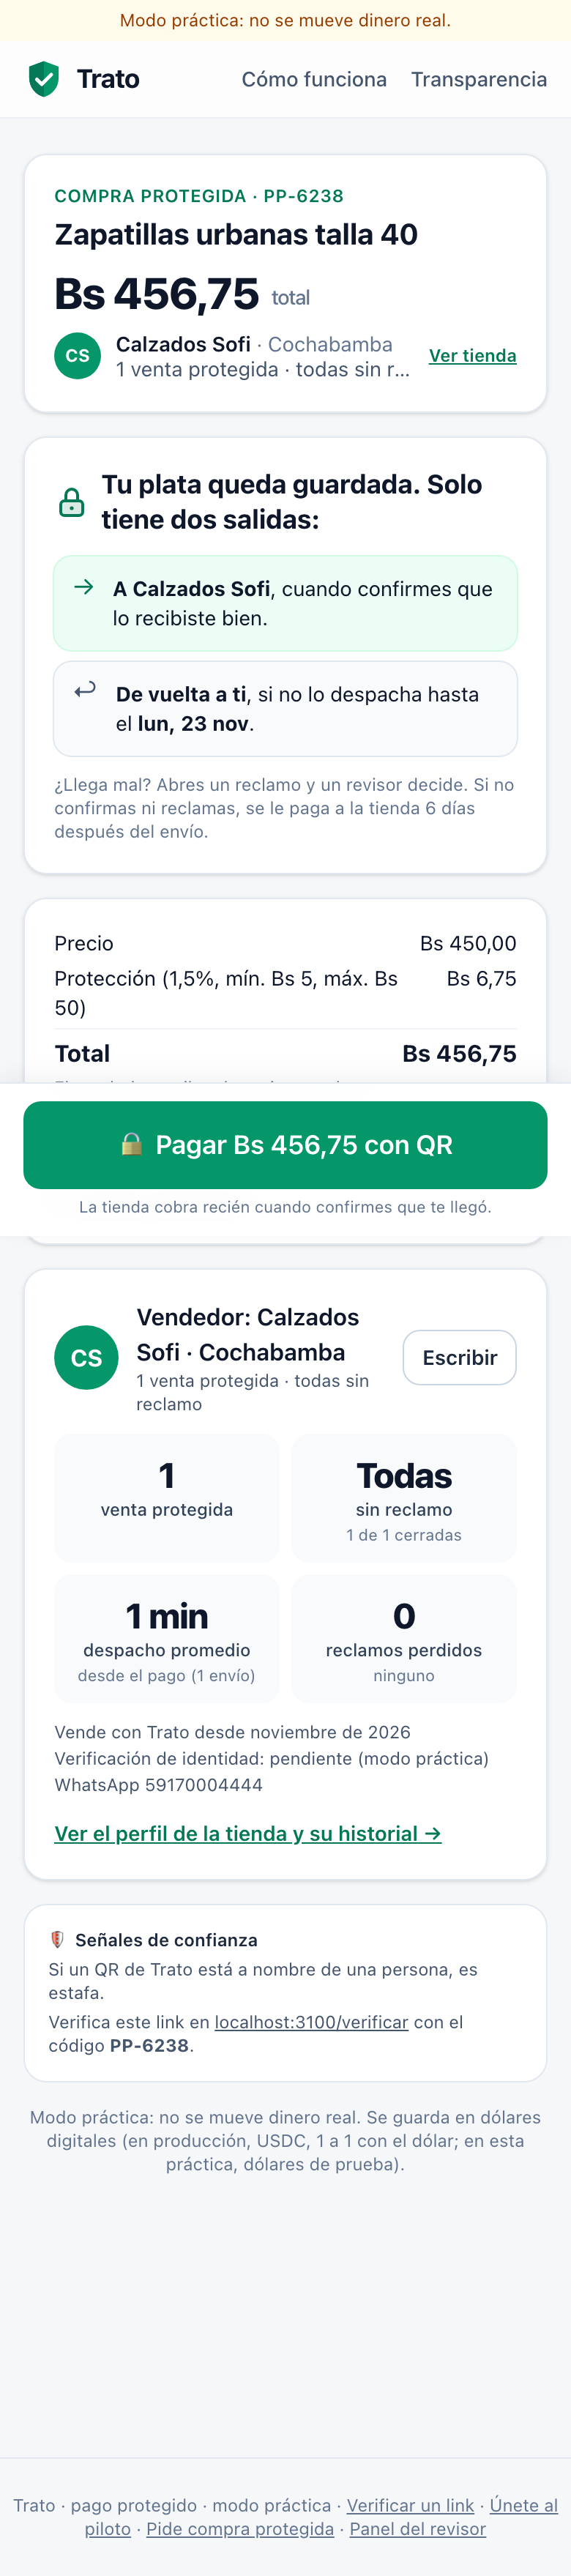 Modo práctica: no se mueve dinero real.
Trato
Cómo funciona
Transparencia
COMPRA PROTEGIDA · PP-6238
Zapatillas urbanas talla 40
Bs 456,75 total
CS
Calzados Sofi · Cochabamba
1 venta protegida · todas sin r...
Ver tienda
Tu plata queda guardada. Solo
tiene dos salidas:
→ A Calzados Sofi, cuando confirmes que
lo recibiste bien.
De vuelta a ti, si no lo despacha hasta
el lun, 23 nov.
¿Llega mal? Abres un reclamo y un revisor decide. Si no
confirmas ni reclamas, se le paga a la tienda 6 días
después del envío.
Precio Bs 450,00
Protección (1,5%, mín. Bs 5, máx. Bs Bs 6,75
50)
Total Bs 456,75
🔒 Pagar Bs 456,75 con QR
La tienda cobra recién cuando confirmes que te llegó.
CS
Vendedor: Calzados
Sofi · Cochabamba
1 venta protegida · todas sin
reclamo
Escribir
1
venta protegida
Todas
sin reclamo
1 de 1 cerradas
1 min
despacho promedio
desde el pago (1 envío)
0
reclamos perdidos
ninguno
Vende con Trato desde noviembre de 2026
Verificación de identidad: pendiente (modo práctica)
WhatsApp 59170004444
Ver el perfil de la tienda y su historial →
Señales de confianza
Si un QR de Trato está a nombre de una persona, es
estafa.
Verifica este link en localhost:3100/verificar con el
código PP-6238.
Modo práctica: no se mueve dinero real. Se guarda en dólares
digitales (en producción, USDC, 1 a 1 con el dólar; en esta
práctica, dólares de prueba).
Trato · pago protegido · modo práctica · Verificar un link · Únete al
piloto · Pide compra protegida · Panel del revisor